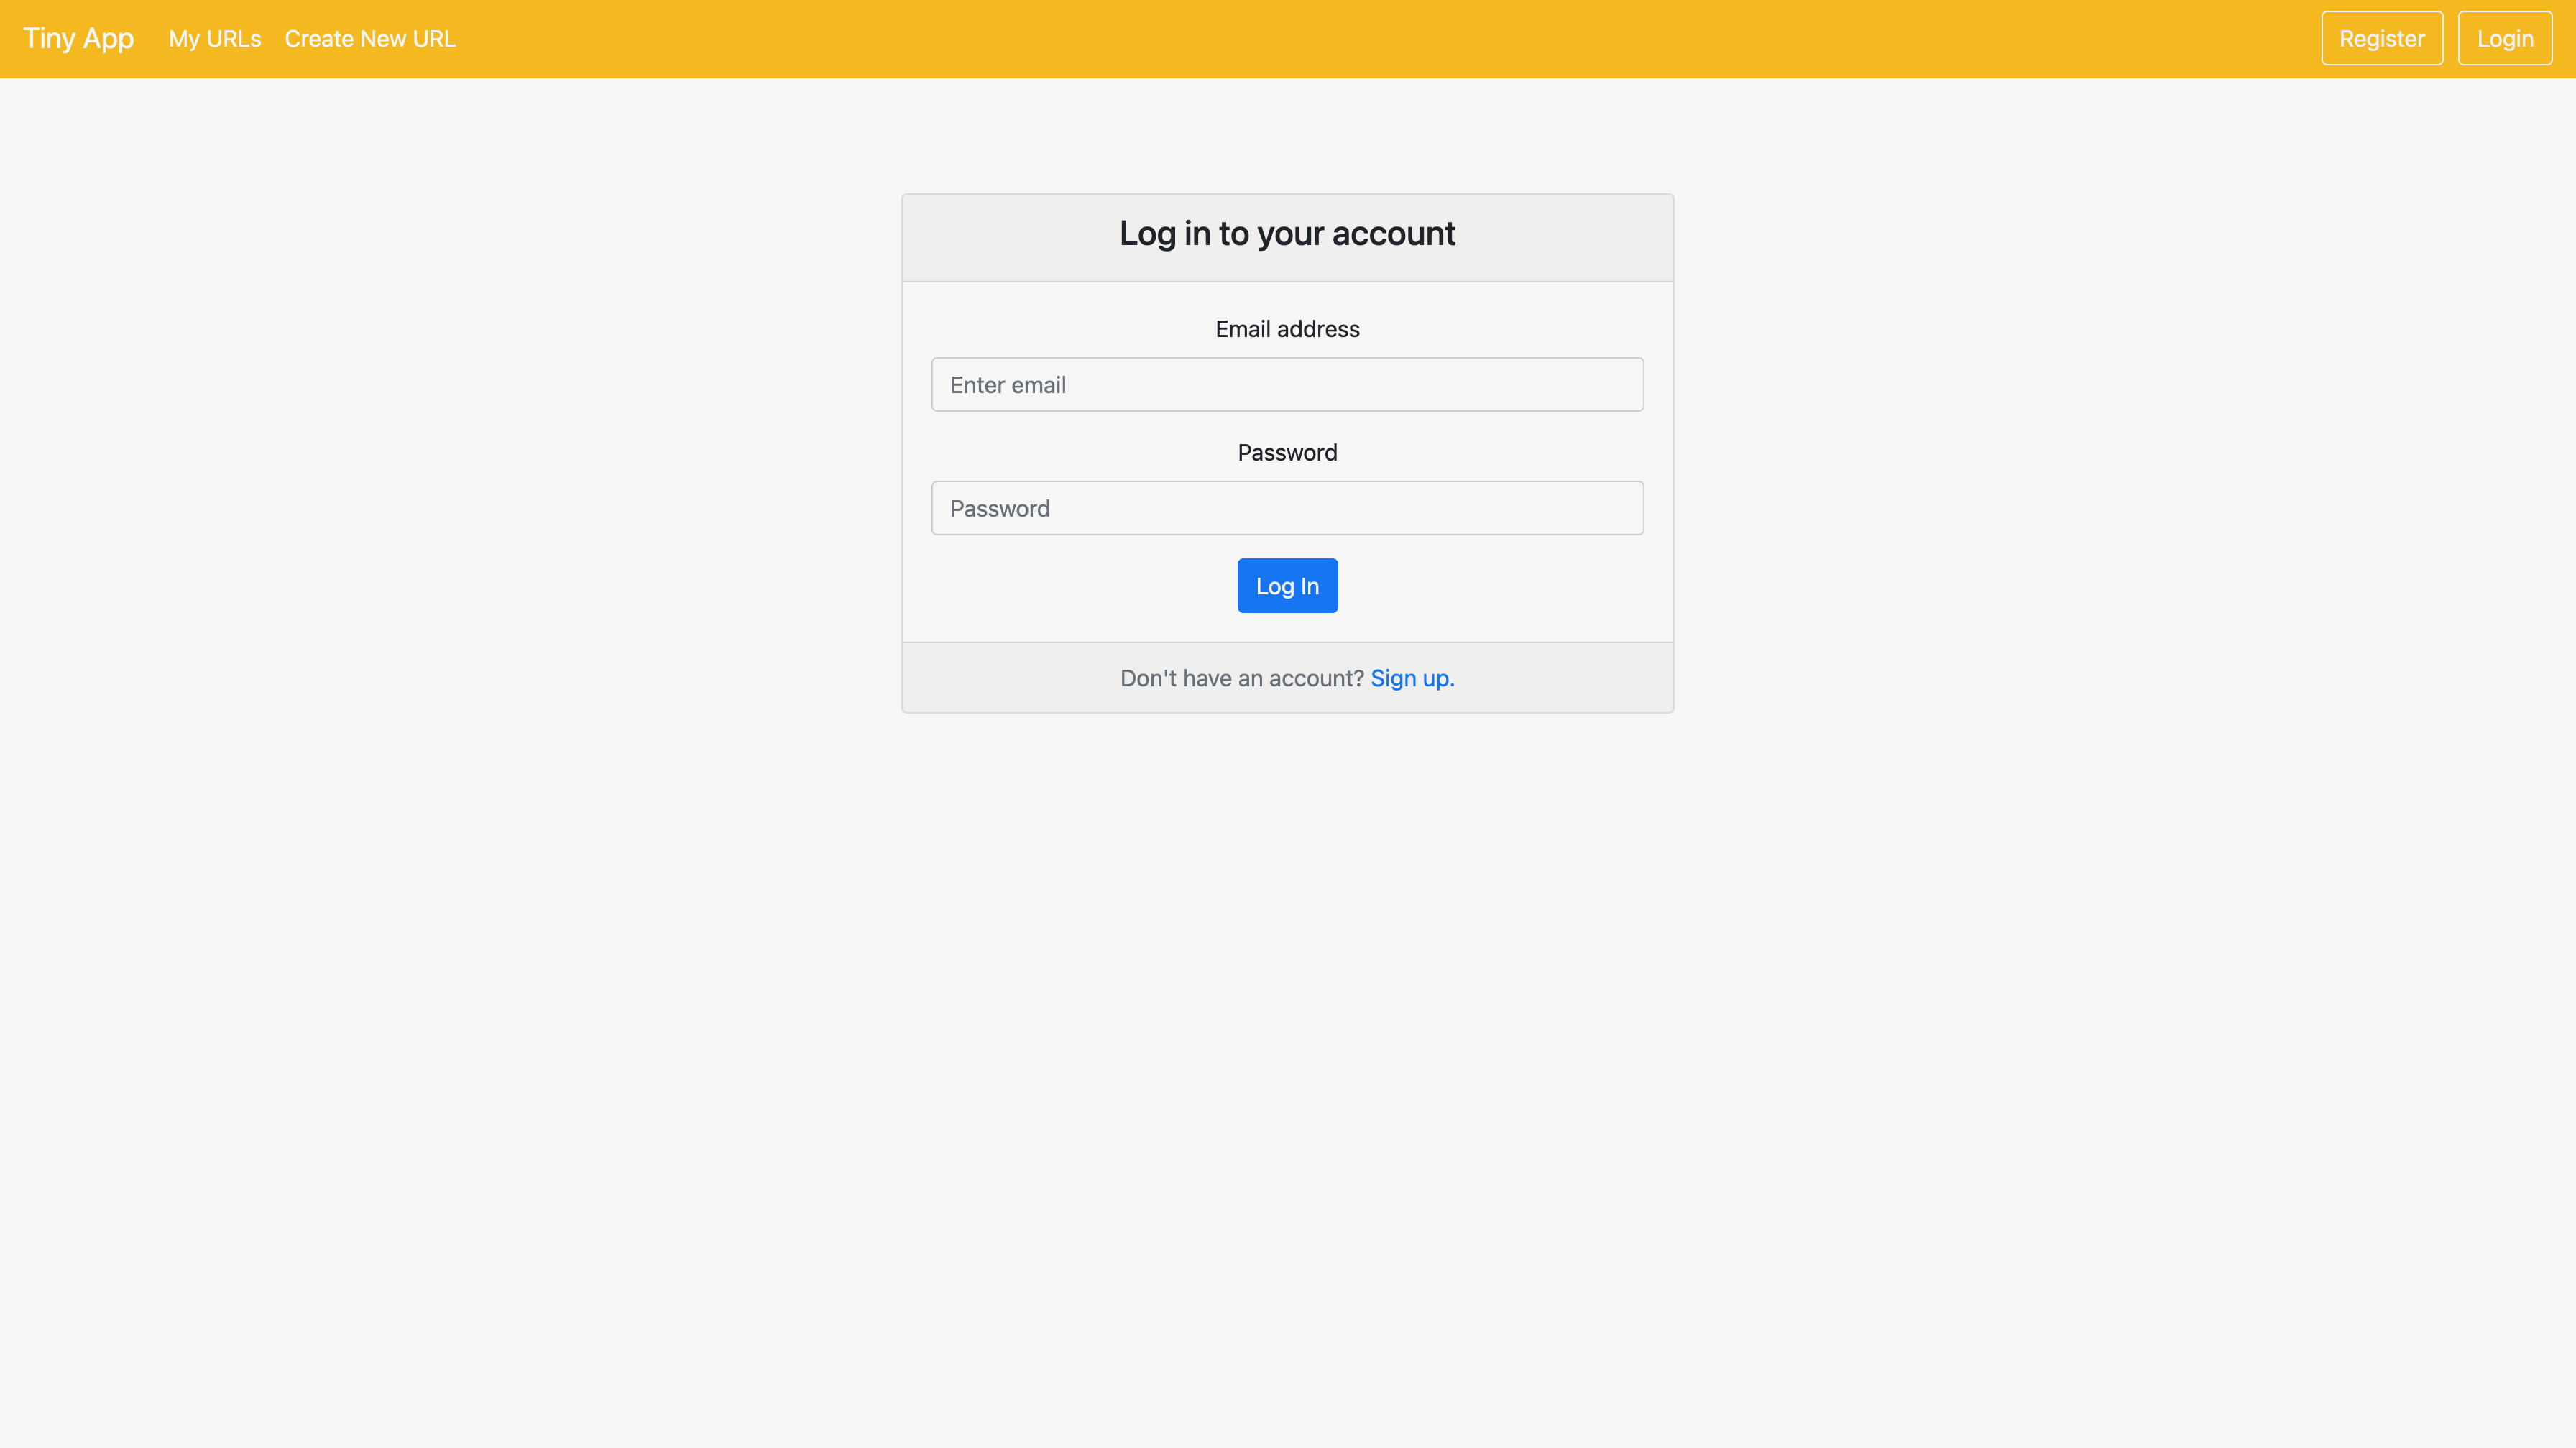 Tiny App My URLs Create New URL Register Login
Log in to your account
Email address
Enter email
Password
Password
Log In
Don't have an account? Sign up.